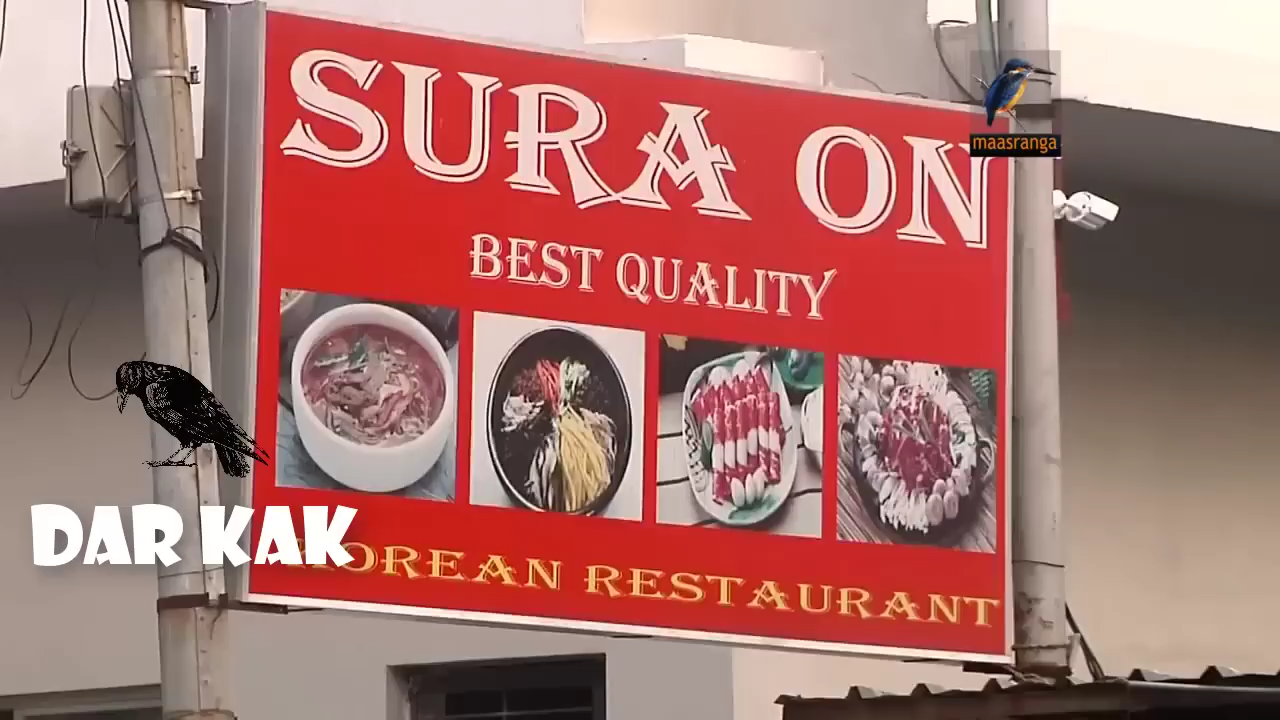 SURA ON
maasranga
BEST QUALITY
DAR KAK
KOREAN RESTAURANT